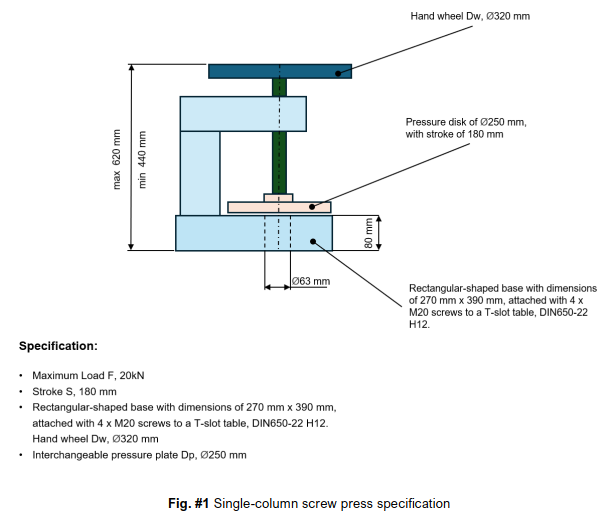 Hand wheel Dw, Ø320 mm
Pressure disk of Ø250 mm,
with stroke of 180 mm
max 620 mm
min 440 mm
80 mm
Ø63 mm
Rectangular-shaped base with dimensions
of 270 mm x 390 mm, attached with 4 x
M20 screws to a T-slot table, DIN650-22
H12.
Specification:
• Maximum Load F, 20kN
• Stroke S, 180 mm
• Rectangular-shaped base with dimensions of 270 mm x 390 mm,
attached with 4 x M20 screws to a T-slot table, DIN650-22 H12.
Hand wheel Dw, Ø320 mm
• Interchangeable pressure plate Dp, Ø250 mm
Fig. #1 Single-column screw press specification